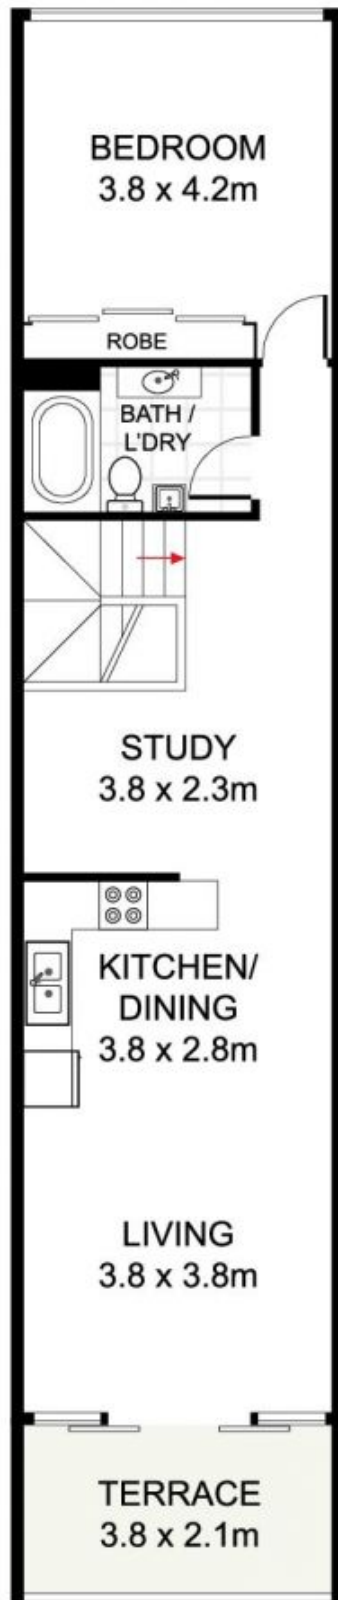 BEDROOM
3.8 x 4.2m
ROBE
BATH /
L'DRY
STUDY
3.8 x 2.3m
KITCHEN/
DINING
3.8 x 2.8m
LIVING
3.8 x 3.8m
TERRACE
3.8 x 2.1m